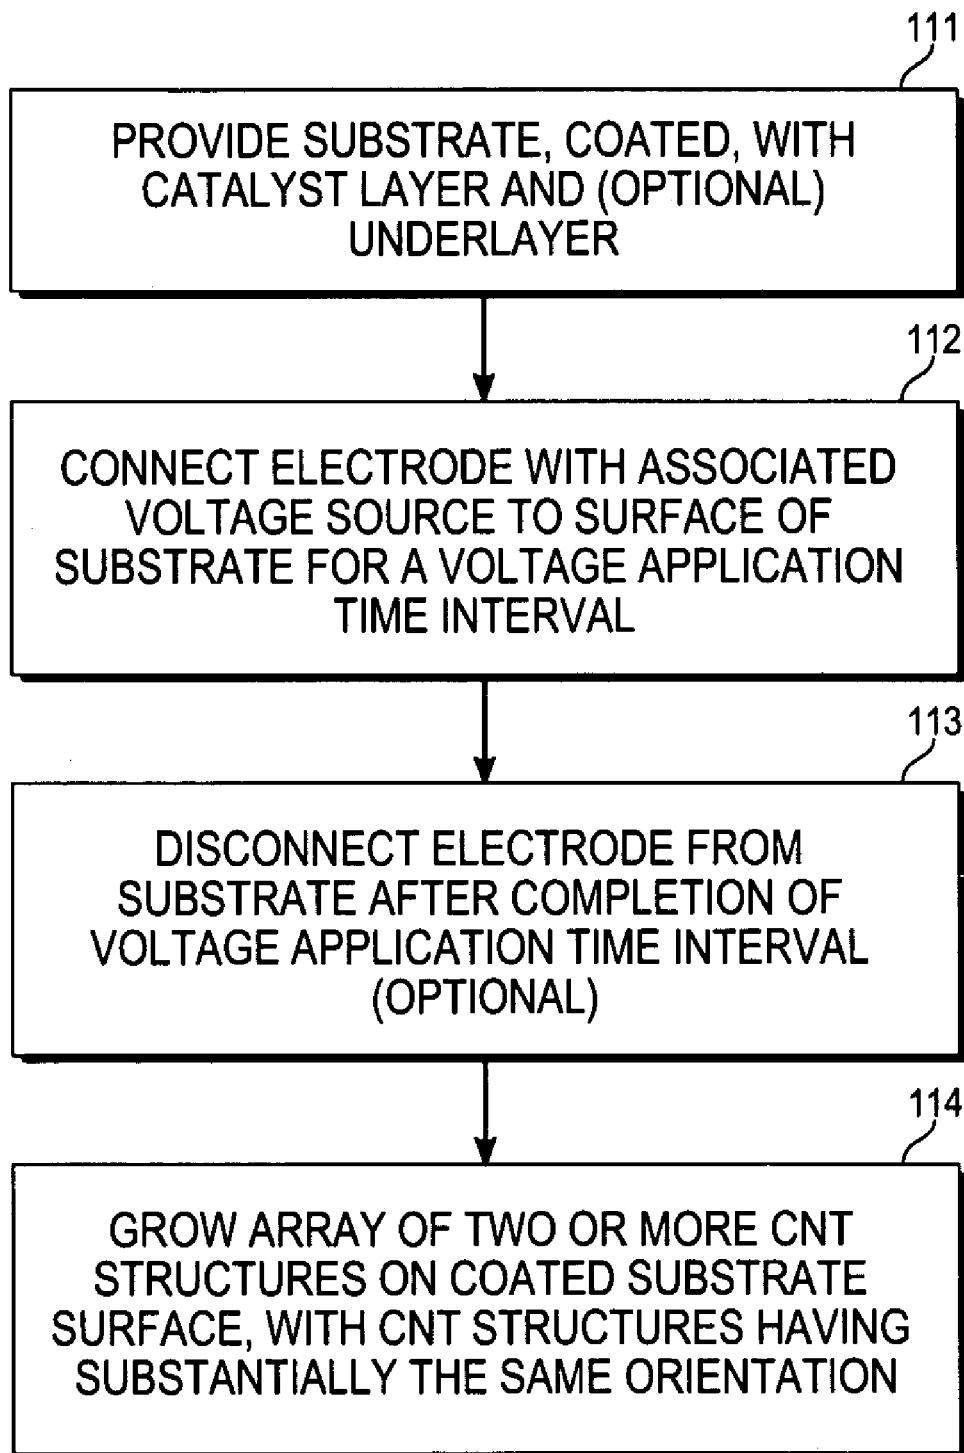 111
PROVIDE SUBSTRATE, COATED, WITH
CATALYST LAYER AND (OPTIONAL)
UNDERLAYER
112
CONNECT ELECTRODE WITH ASSOCIATED
VOLTAGE SOURCE TO SURFACE OF
SUBSTRATE FOR A VOLTAGE APPLICATION
TIME INTERVAL
113
DISCONNECT ELECTRODE FROM
SUBSTRATE AFTER COMPLETION OF
VOLTAGE APPLICATION TIME INTERVAL
(OPTIONAL)
114
GROW ARRAY OF TWO OR MORE CNT
STRUCTURES ON COATED SUBSTRATE
SURFACE, WITH CNT STRUCTURES HAVING
SUBSTANTIALLY THE SAME ORIENTATION